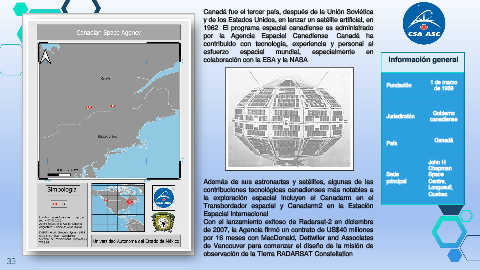 Canadian Space Agency
Simbología
Universidad Autónoma del Estado de México
33
Canadá fue el tercer país, después de la Unión Soviética
y de los Estados Unidos, en lanzar un satélite artificial, en
1962 El programa espacial canadiense es administrado
por la Agencia Espacial Canadiense Canadá ha
contribuido con tecnología, experiencia y personal al
esfuerzo espacial mundial, especialmente en
colaboración con la ESA y la NASA
Además de sus astronautas y satélites, algunas de las
contribuciones tecnológicas canadienses más notables a
la exploración espacial incluyen el Canadarm en el
Transbordador espacial y Canadarm2 en la Estación
Espacial Internacional
Con el lanzamiento exitoso de Radarsat-2 en diciembre
de 2007, la Agencia firmó un contrato de US$40 millones
por 16 meses con MacDonald, Dettwiler and Associates
de Vancouver para comenzar el diseño de la misión de
observación de la Tierra RADARSAT Constellation
CSA ASC
Información general
Fundación
1 de marzo
de 1989
Jurisdicción
Gobierno
canadiense
País
Canadá
Sede
principal
John H
Chapman
Space
Centre,
Longueuil,
Quebec